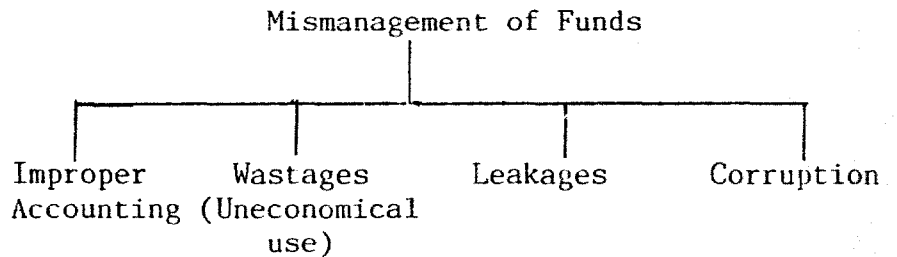 Mismanagement of Funds
Improper Wastages Leakages Corruption
Accounting (Uneconomical
use)